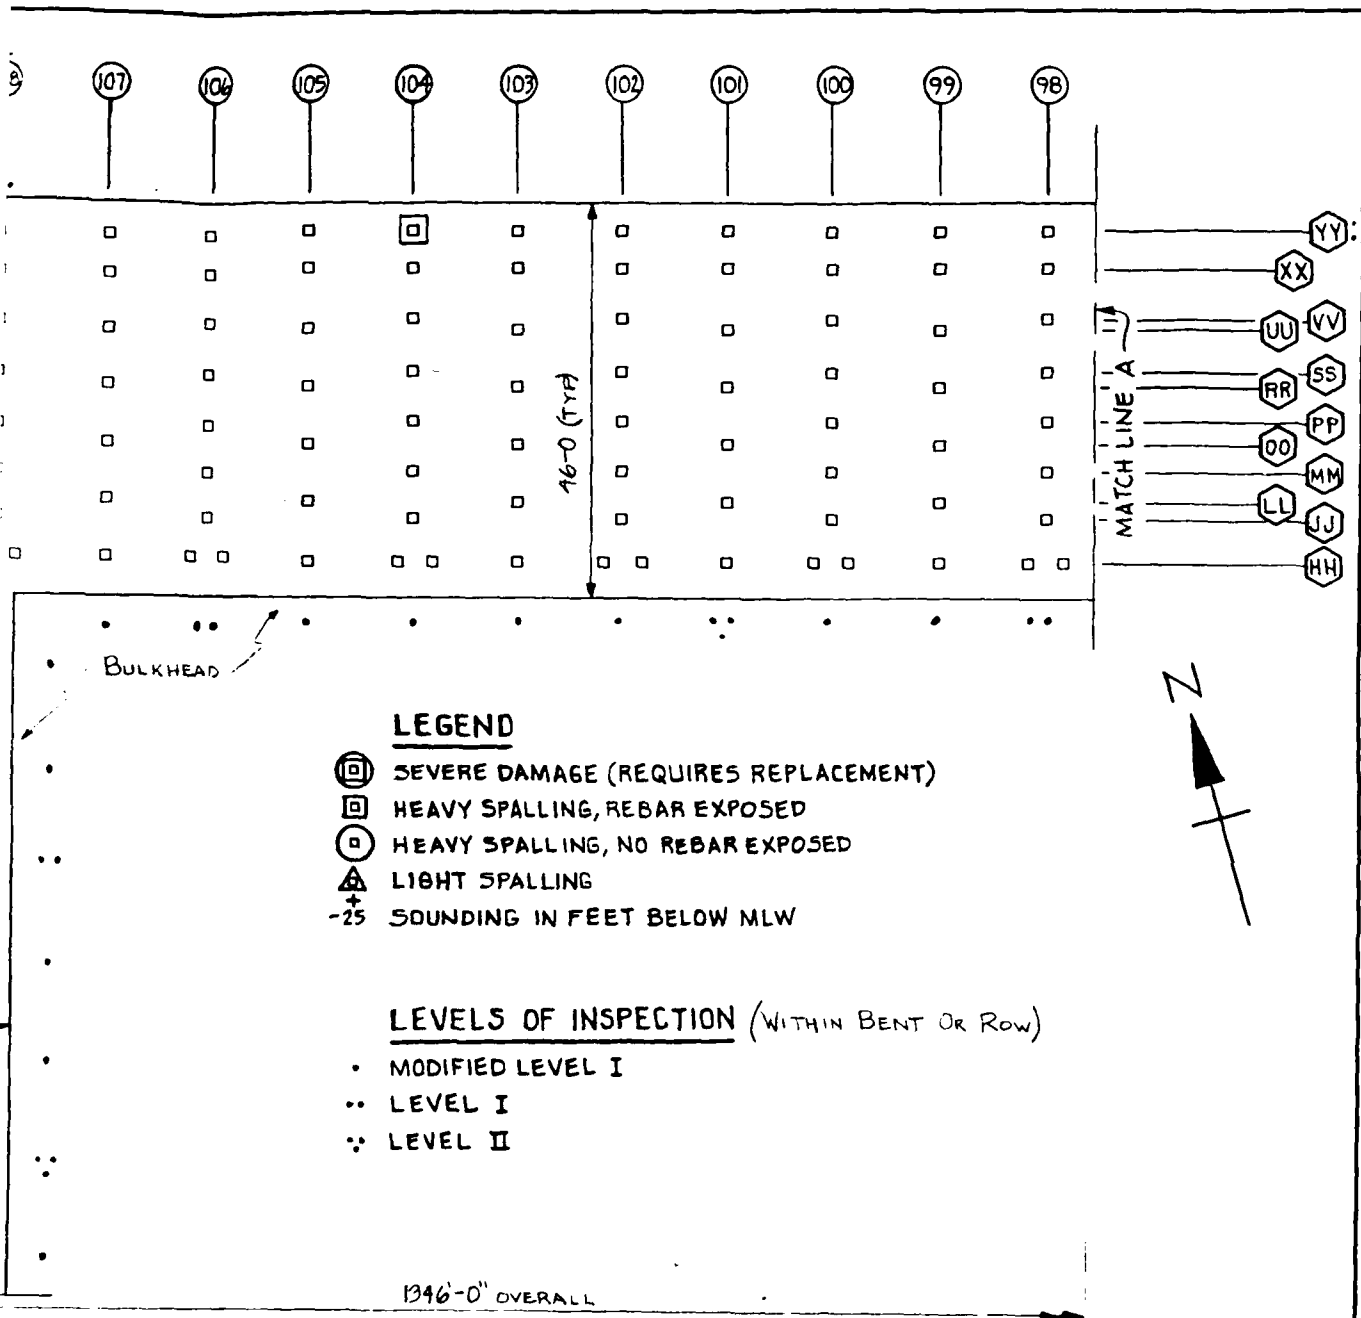 107 106 105 104 103 102 101 100 99 98
YY
XX
UU VV
SS
RR
PP
OO
MM
LL
JJ
HH
46-0 (TYP)
MATCH LINE A
BULKHEAD
N
LEGEND
SEVERE DAMAGE (REQUIRES REPLACEMENT)
HEAVY SPALLING, REBAR EXPOSED
HEAVY SPALLING, NO REBAR EXPOSED
LIGHT SPALLING
-25 SOUNDING IN FEET BELOW MLW
LEVELS OF INSPECTION (WITHIN BENT OR ROW)
MODIFIED LEVEL I
LEVEL I
LEVEL II
1346'-0" OVERALL